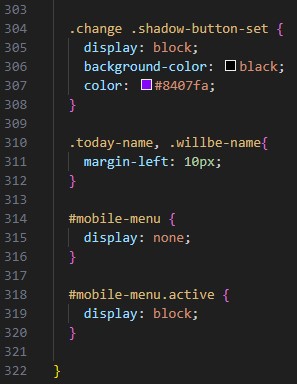 303
304 .change .shadow-button-set {
305 display: block;
306 background-color: black;
307 color: #8407fa;
308 }
309
310 .today-name, .willbe-name{
311 margin-left: 10px;
312 }
313
314 #mobile-menu {
315 display: none;
316 }
317
318 #mobile-menu.active {
319 display: block;
320 }
321
322 }